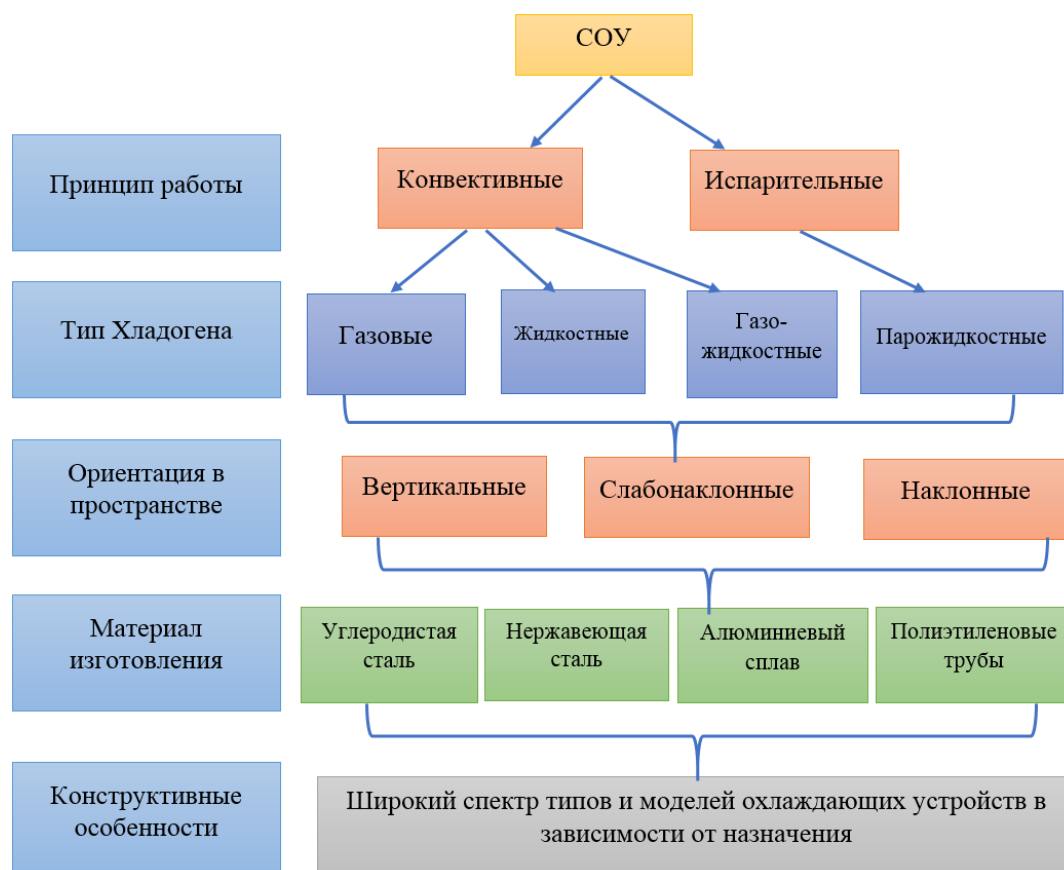 СОУ
Принцип работы
Конвективные
Испарительные
Тип Хладогена
Газовые
Жидкостные
Газо-
жидкостные
Парожидкостные
Ориентация в
пространстве
Вертикальные
Слабонаклонные
Наклонные
Материал
изготовления
Углеродистая
сталь
Нержавеющая
сталь
Алюминиевый
сплав
Полиэтиленовые
трубы
Конструктивные
особенности
Широкий спектр типов и моделей охлаждающих устройств в
зависимости от назначения